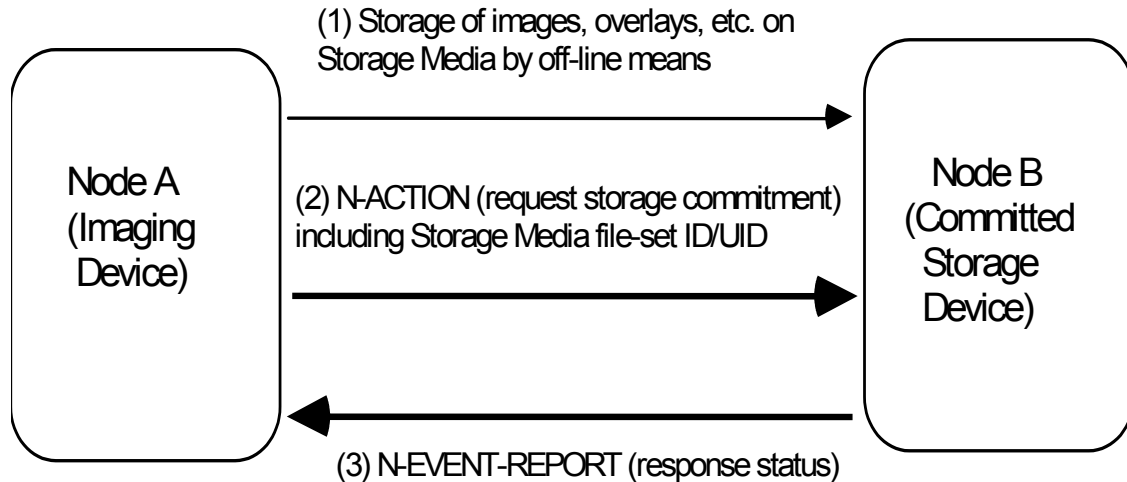 (1) Storage of images, overlays, etc. on
Storage Media by off-line means
Node A
(Imaging
Device)
(2) N-ACTION (request storage commitment)
including Storage Media file-set ID/UID
Node B
(Committed
Storage
Device)
(3) N-EVENT-REPORT (response status)